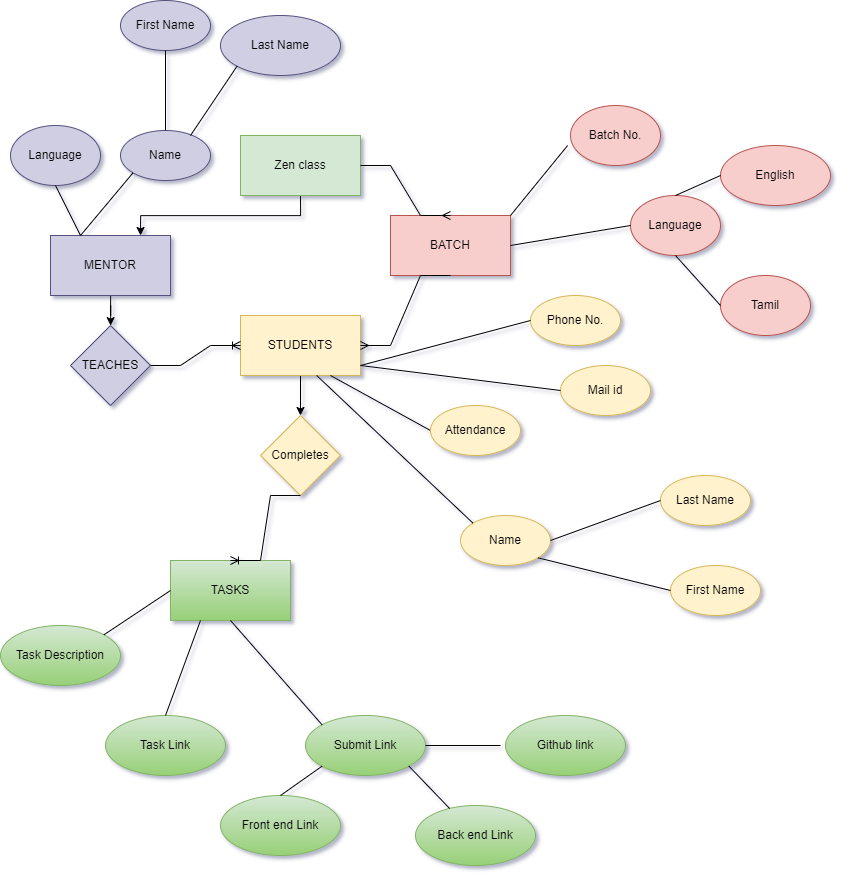 First Name
Last Name
Language
Name
Zen class
Batch No.
English
Language
BATCH
MENTOR
Tamil
Phone No.
STUDENTS
TEACHES
Mail id
Attendance
Completes
Last Name
Name
First Name
TASKS
Task Description
Task Link
Submit Link
Github link
Front end Link
Back end Link